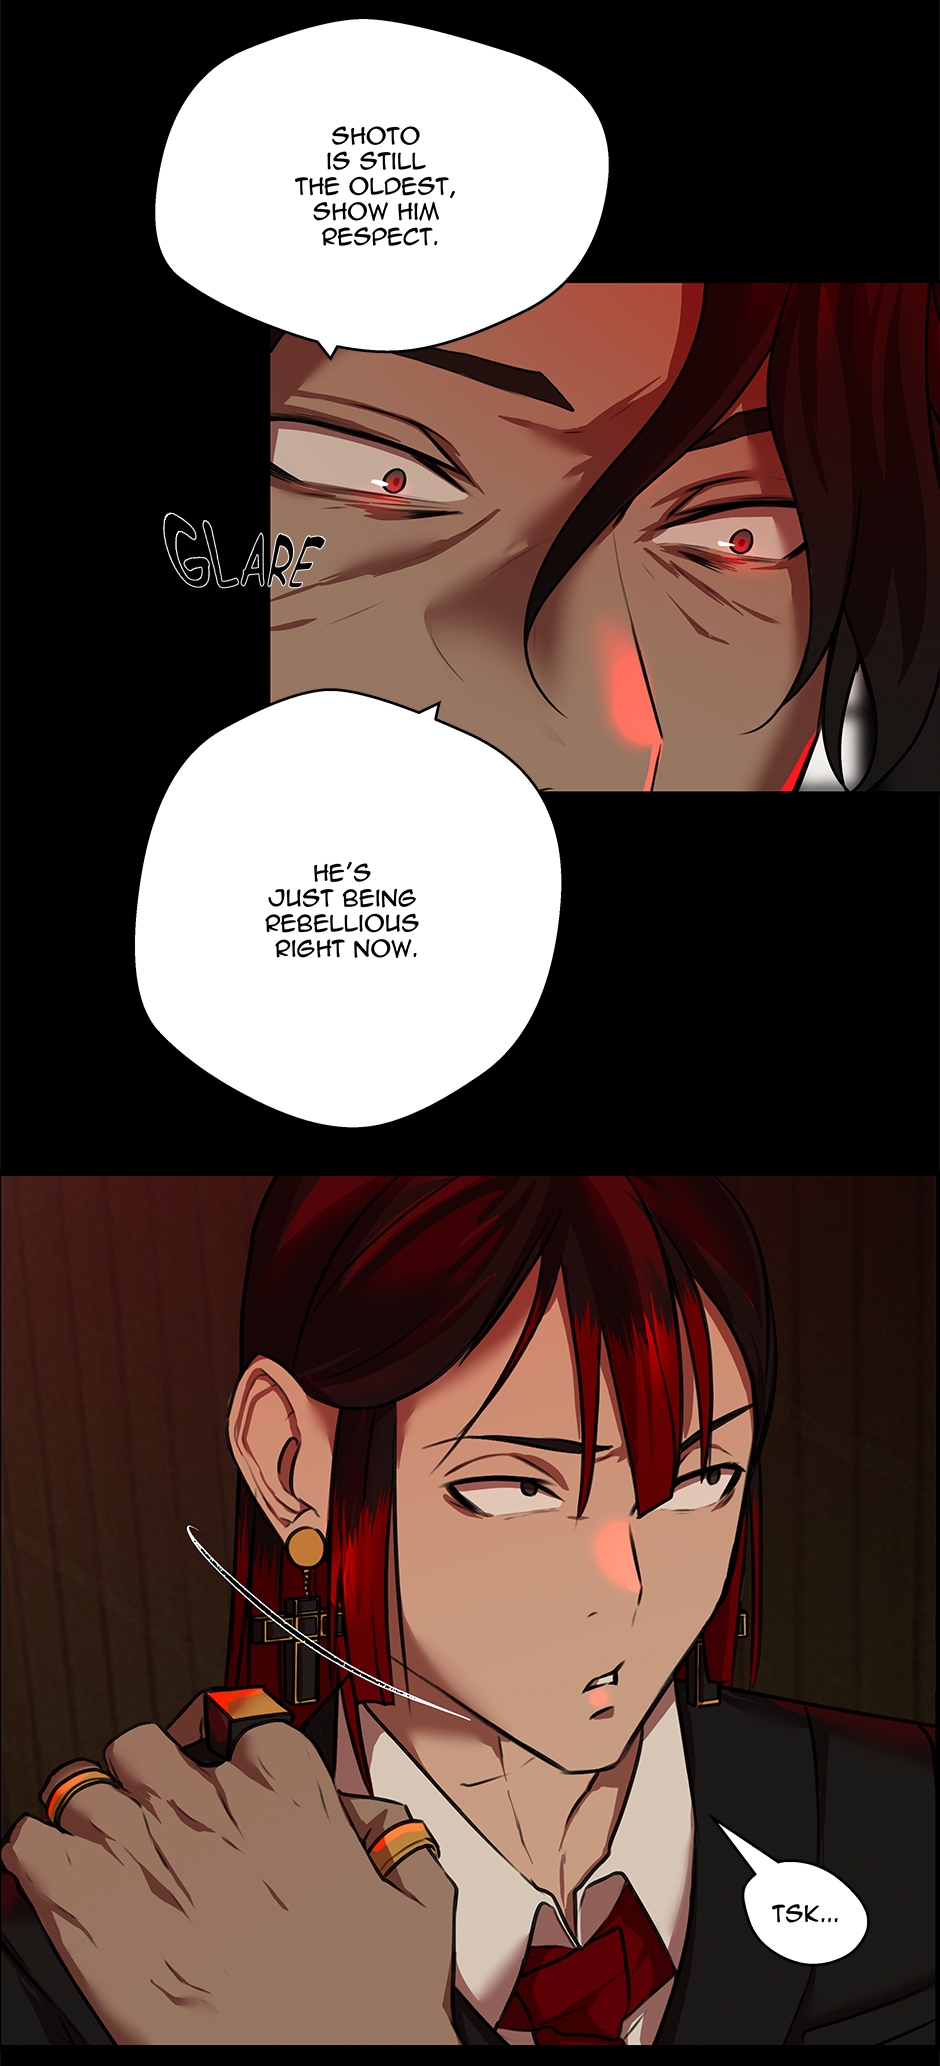 SHOTO
IS STILL
THE OLDEST,
SHOW HIM
RESPECT.
GLARE
HE'S
JUST BEING
REBELLIOUS
RIGHT NOW.
TSK...